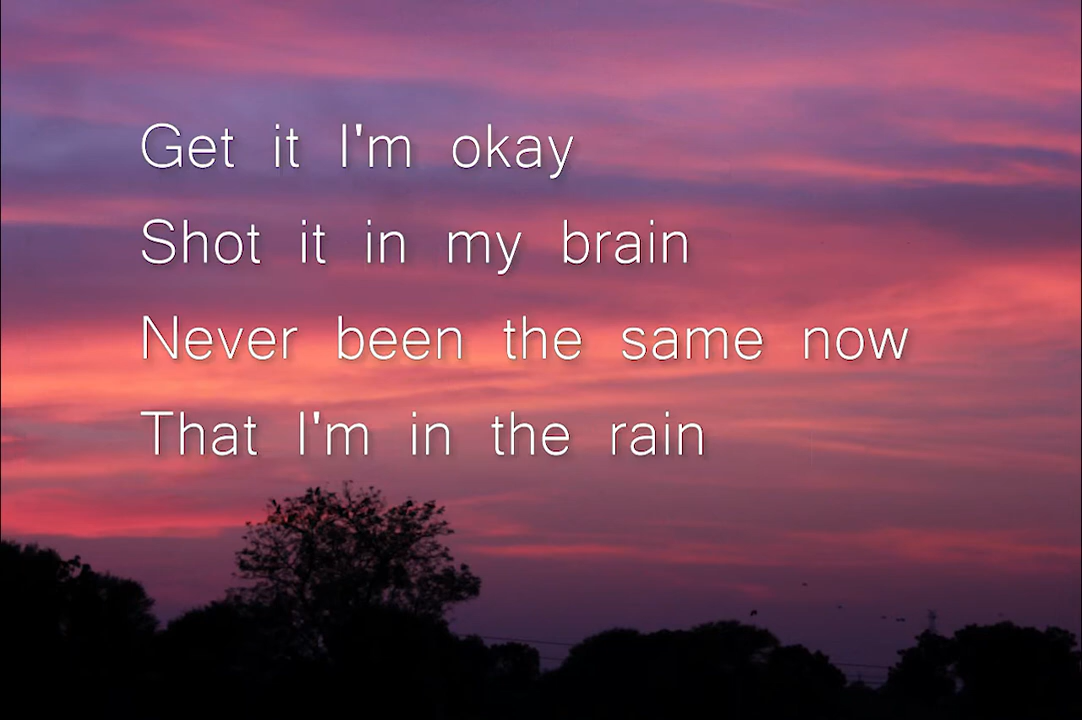 Get it I'm okay
Shot it in my brain
Never been the same now
That I'm in the rain